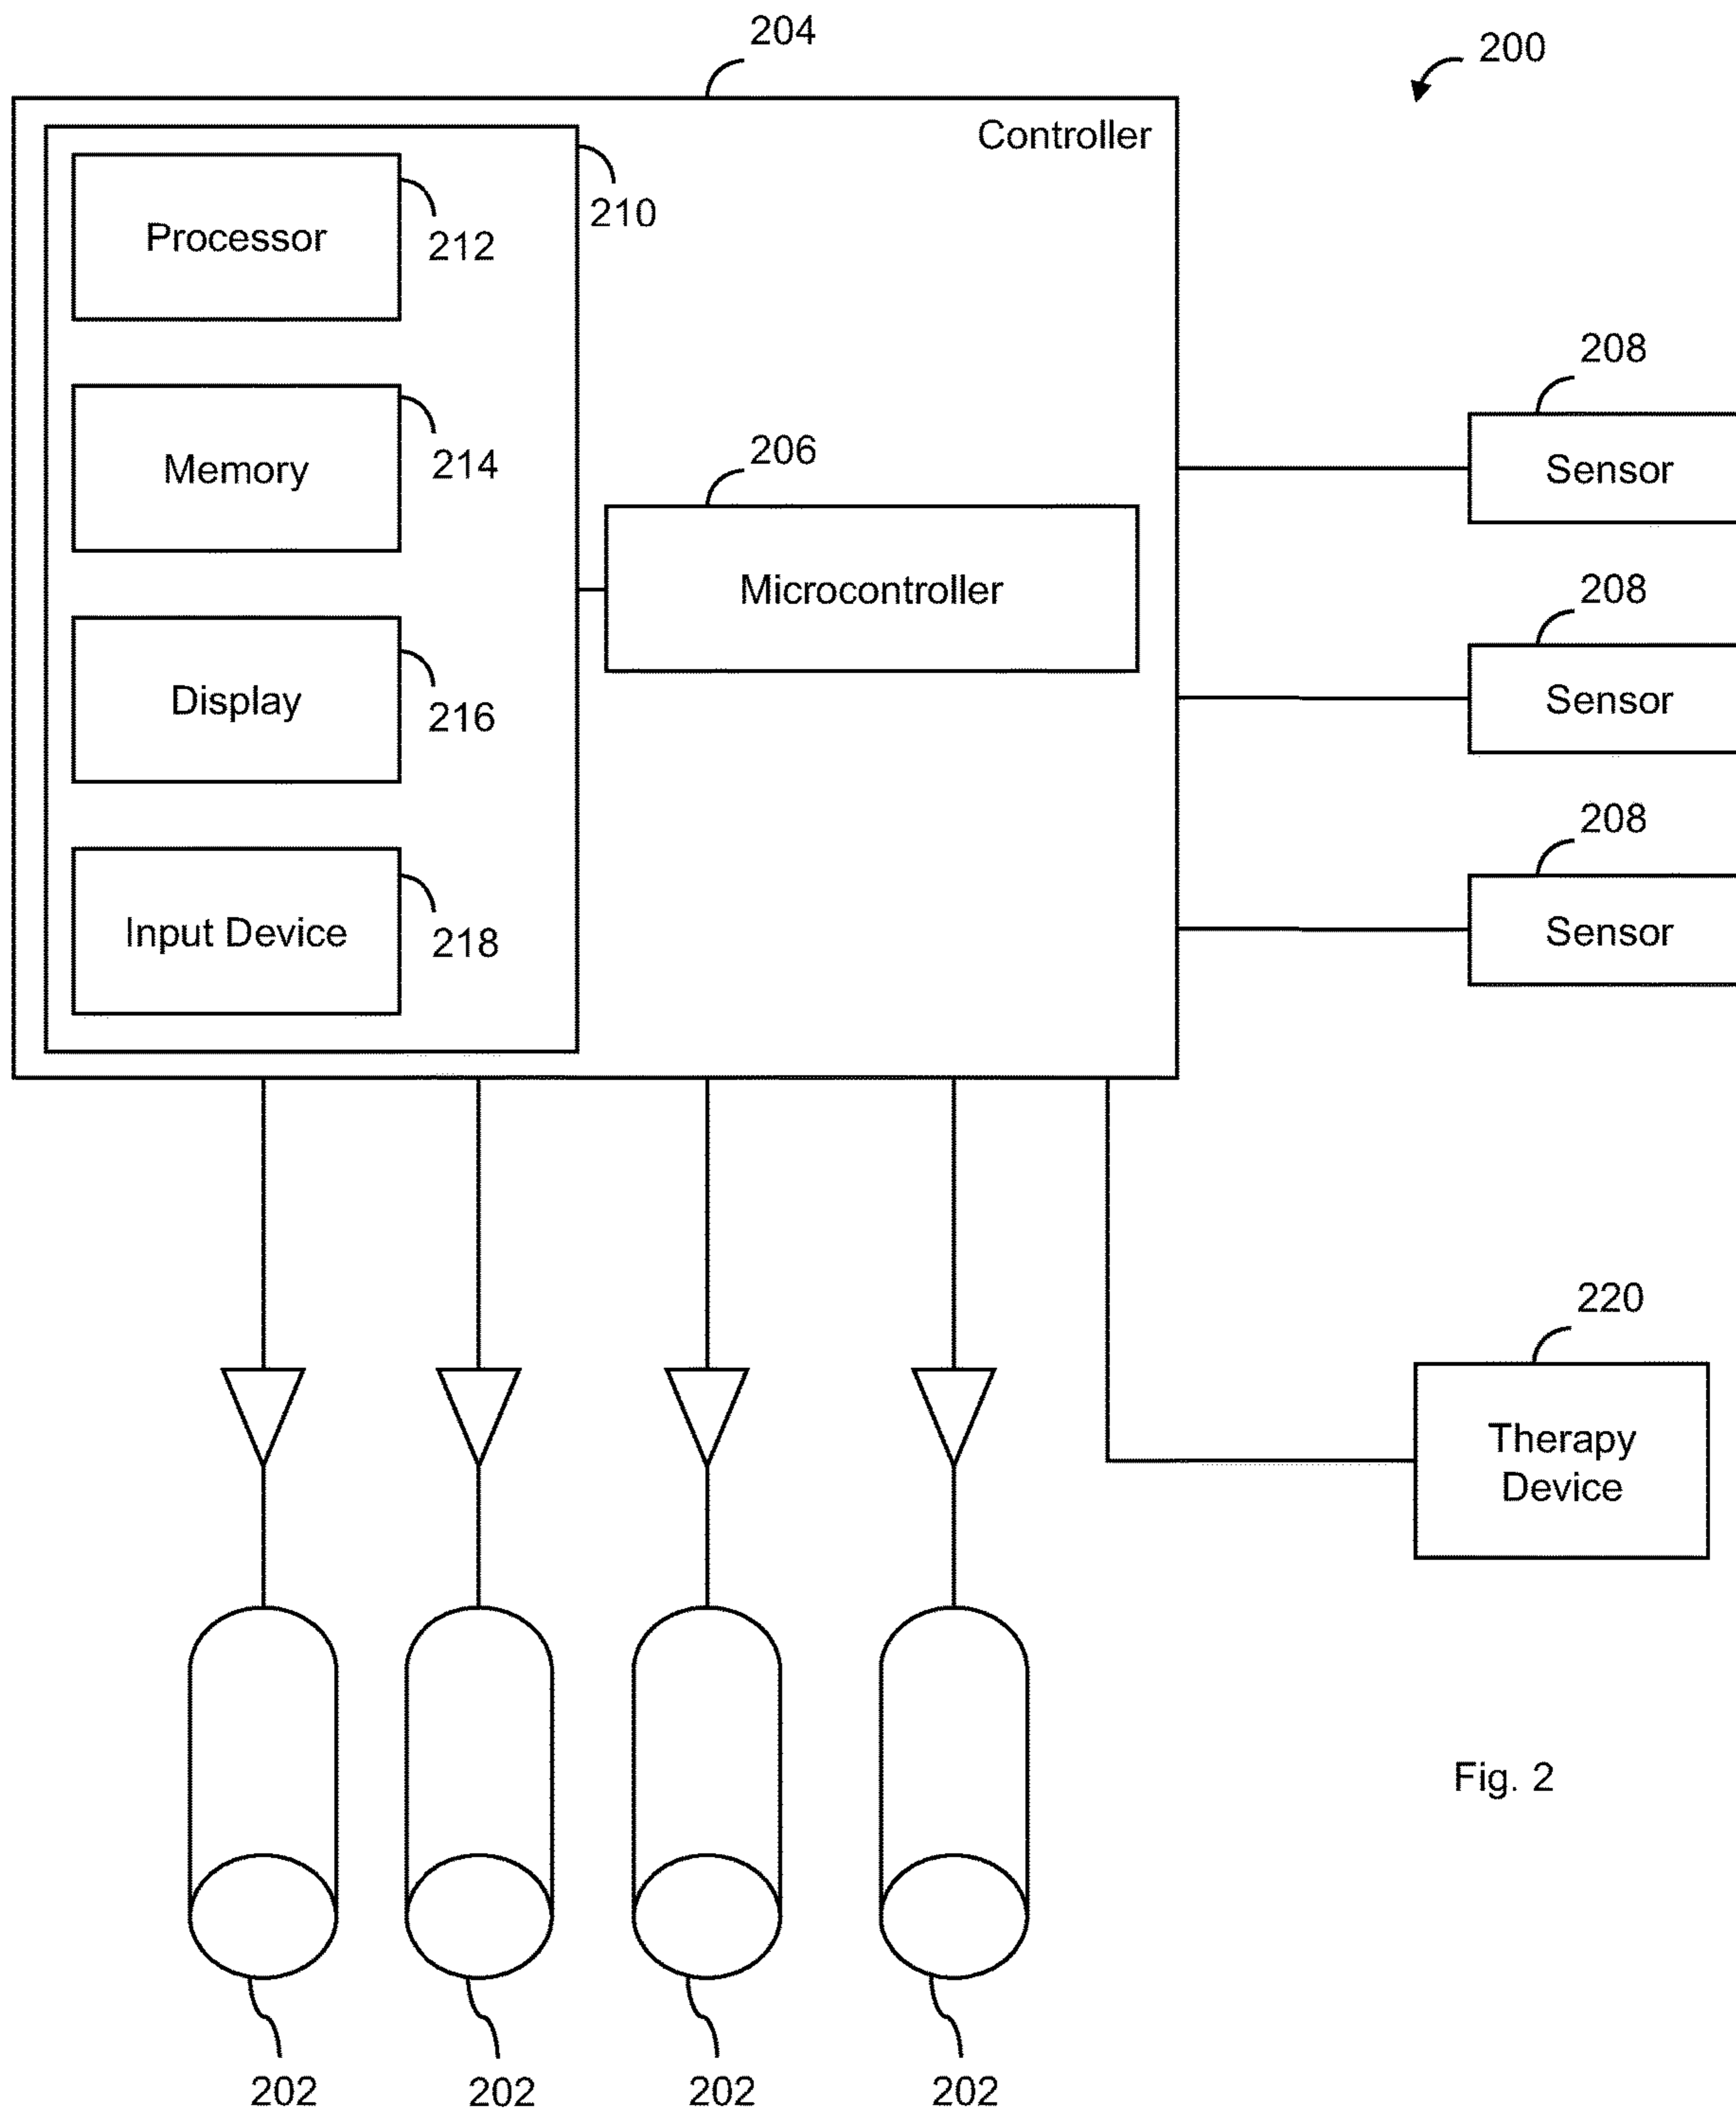 204
200
Controller
210
Processor
212
208
Sensor
Memory
214
206
Microcontroller
208
Sensor
Display
216
208
Sensor
Input Device
218
220
Therapy
Device
Fig. 2
202
202
202
202